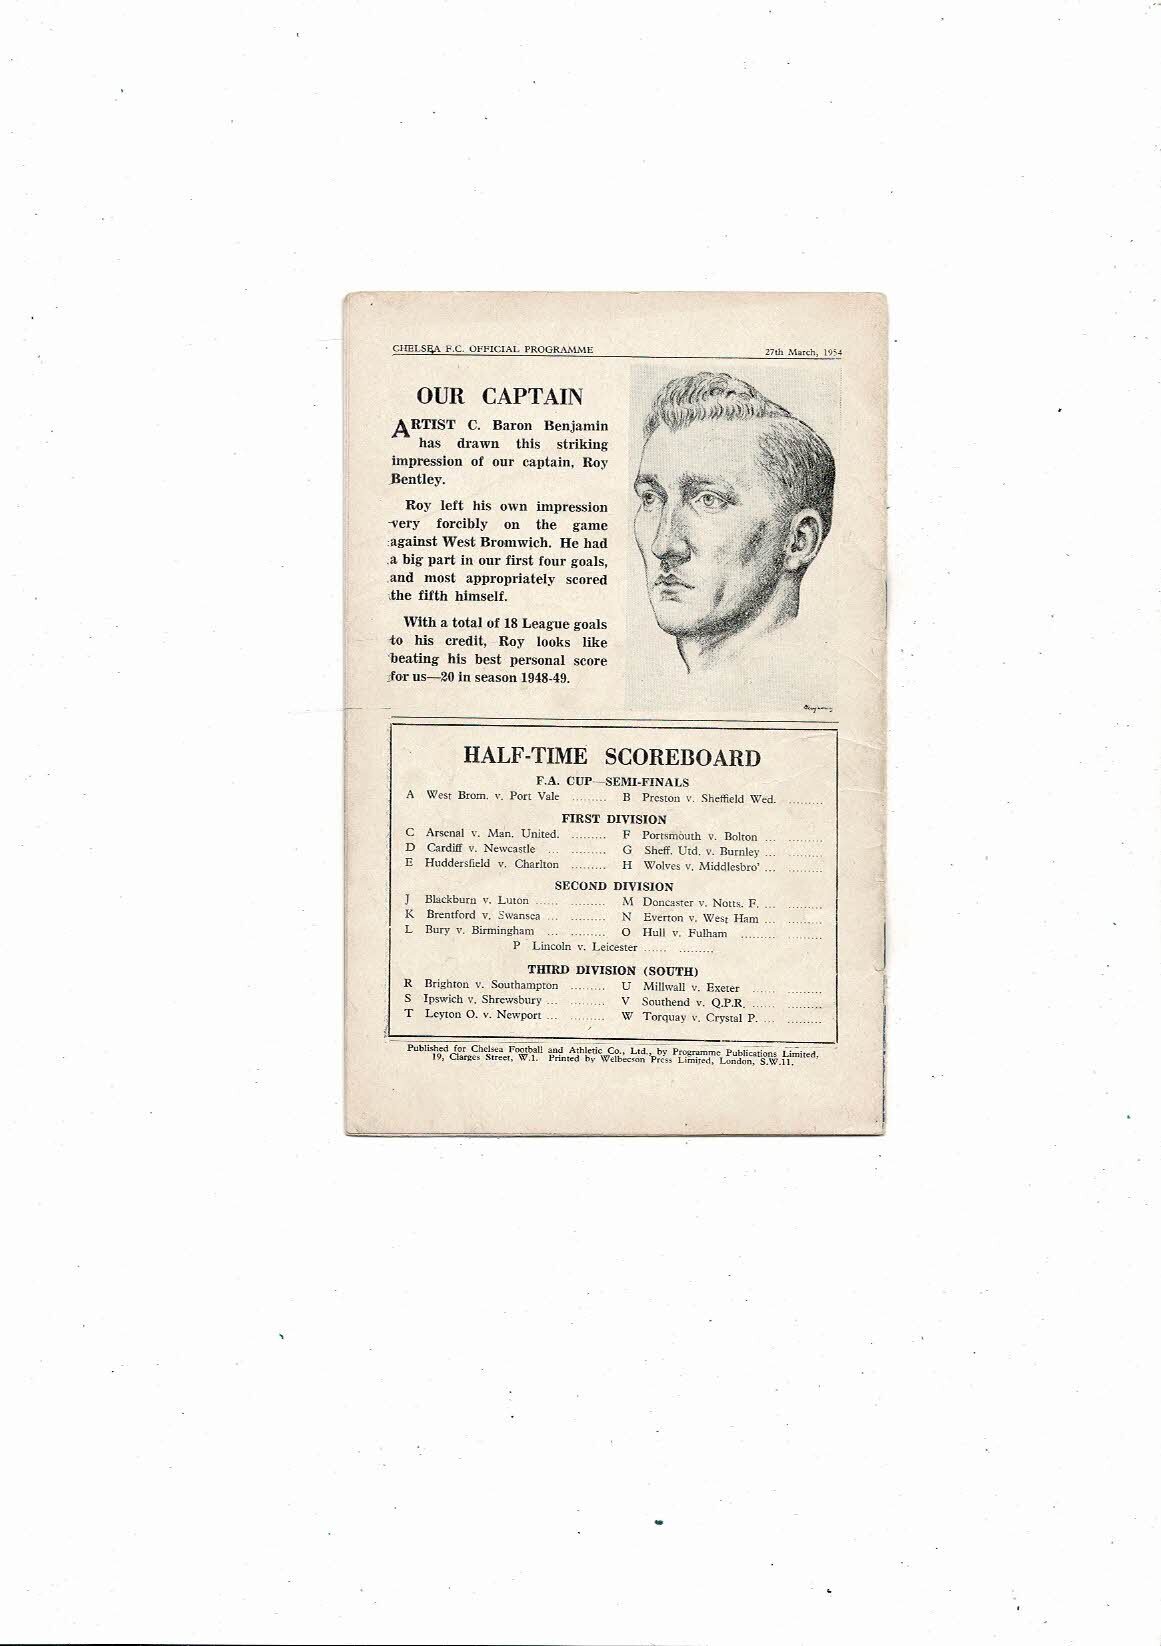 CHELSEA F.C. OFFICIAL PROGRAMME 27th March, 1954
OUR CAPTAIN
ARTIST C. Baron Benjamin
has drawn this striking
impression of our captain, Roy
Bentley.
Roy left his own impression
very forcibly on the game
against West Bromwich. He had
a big part in our first four goals,
and most appropriately scored
the fifth himself.
With a total of 18 League goals
to his credit, Roy looks like
beating his best personal score
for us—20 in season 1948-49.
HALF-TIME SCOREBOARD
F.A. CUP—SEMI-FINALS
A West Brom. v. Port Vale ......... B Preston v. Sheffield Wed. .........
FIRST DIVISION
C Arsenal v. Man. United. ......... F Portsmouth v. Bolton ... .........
D Cardiff v. Newcastle ... ......... G Sheff. Utd. v. Burnley ... .........
E Huddersfield v. Charlton ......... H Wolves v. Middlesbro' ... .........
SECOND DIVISION
J Blackburn v. Luton ...... ......... M Doncaster v. Notts. F. ... .........
K Brentford v. Swansea ... ......... N Everton v. West Ham ... .........
L Bury v. Birmingham ... ......... O Hull v. Fulham ......... .........
P Lincoln v. Leicester ...... .........
THIRD DIVISION (SOUTH)
R Brighton v. Southampton ......... U Millwall v. Exeter ...... .........
S Ipswich v. Shrewsbury ... ......... V Southend v. Q.P.R. ...... .........
T Leyton O. v. Newport ... ......... W Torquay v. Crystal P. ... .........
Published for Chelsea Football and Athletic Co., Ltd., by Programme Publications Limited,
19, Clarges Street, W.1. Printed by Welbecson Press Limited, London, S.W.11.